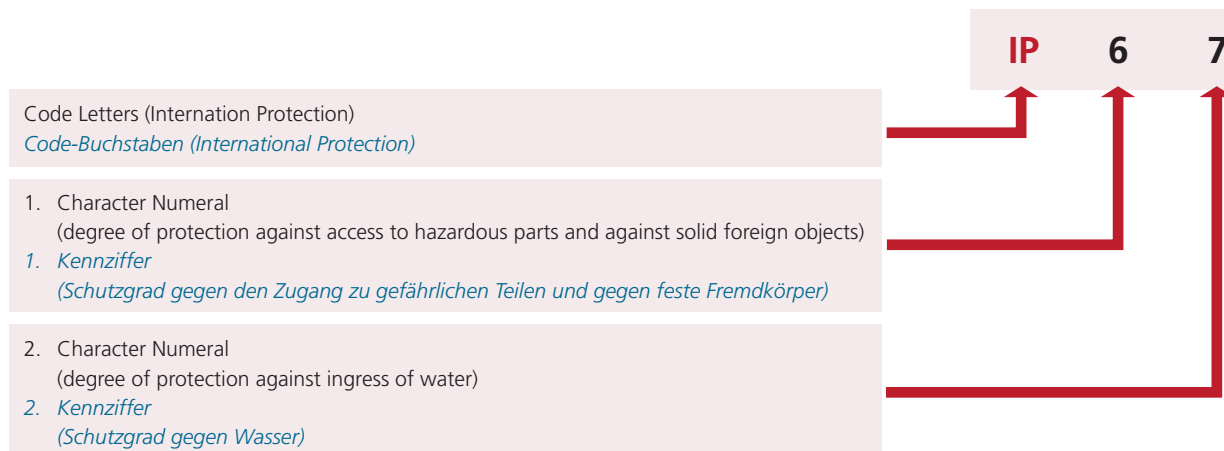 IP 6 7
Code Letters (Internation Protection)
Code-Buchstaben (International Protection)
1. Character Numeral
(degree of protection against access to hazardous parts and against solid foreign objects)
1. Kennziffer
(Schutzgrad gegen den Zugang zu gefährlichen Teilen und gegen feste Fremdkörper)
2. Character Numeral
(degree of protection against ingress of water)
2. Kennziffer
(Schutzgrad gegen Wasser)